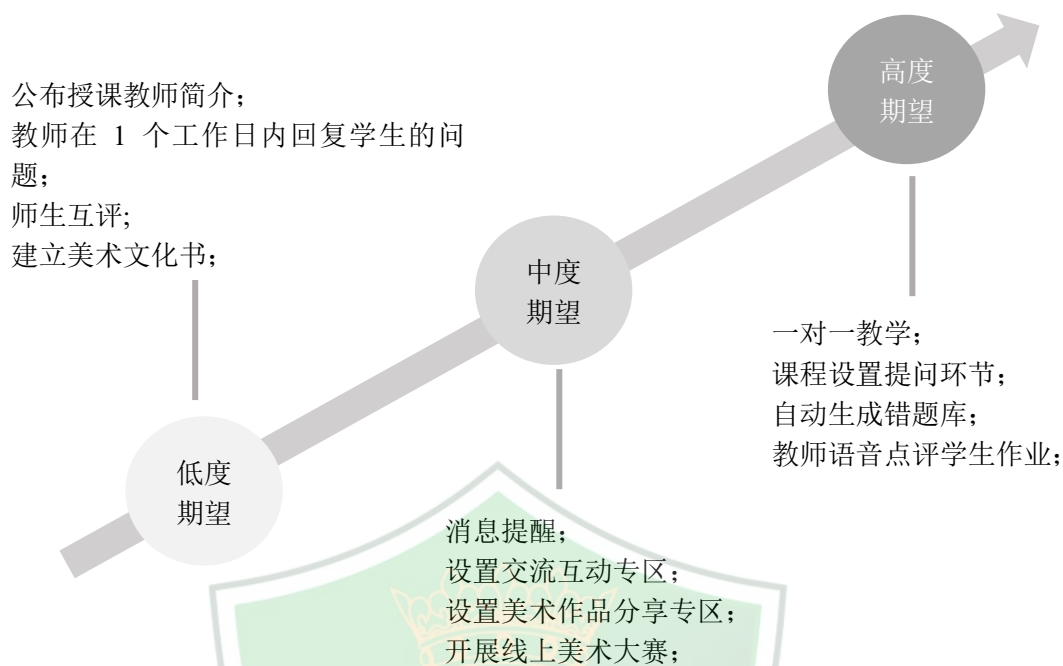 公布授课教师简介；
教师在 1 个工作日内回复学生的问
题；
师生互评;
建立美术文化书；
低度
期望
中度
期望
消息提醒；
设置交流互动专区；
设置美术作品分享专区；
开展线上美术大赛；
高度
期望
一对一教学；
课程设置提问环节；
自动生成错题库；
教师语音点评学生作业；